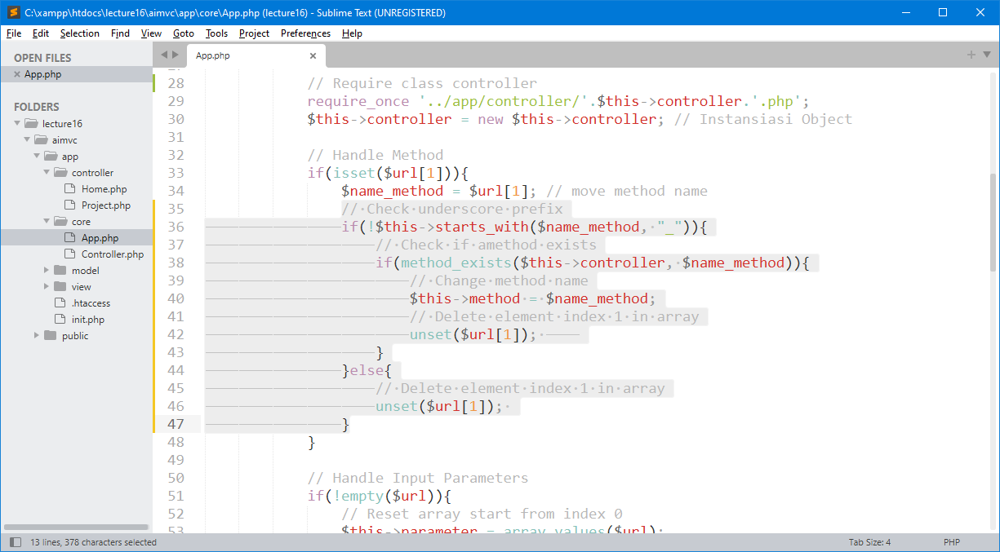 C:\xampp\htdocs\lecture16\aimvc\app\core\App.php (lecture16) - Sublime Text (UNREGISTERED)
File Edit Selection Find View Goto Tools Project Preferences Help
OPEN FILES
App.php
FOLDERS
lecture16
aimvc
app
controller
Home.php
Project.php
core
App.php
Controller.php
model
view
.htaccess
init.php
public
App.php
28 // Require class controller
29 require_once '../app/controller/'.$this->controller.'.php';
30 $this->controller = new $this->controller; // Instansiasi Object
31
32 // Handle Method
33 if(isset($url[1])){
34 $name_method = $url[1]; // move method name
35 // Check underscore prefix
36 if(!$this->starts_with($name_method, "_")){
37 // Check if amethod exists
38 if(method_exists($this->controller, $name_method)){
39 // Change method name
40 $this->method = $name_method;
41 // Delete element index 1 in array
42 unset($url[1]);
43 }
44 }else{
45 // Delete element index 1 in array
46 unset($url[1]);
47 }
48 }
49
50 // Handle Input Parameters
51 if(!empty($url)){
52 // Reset array start from index 0
53 $this->parameter = array_values($url);
13 lines, 378 characters selected
Tab Size: 4
PHP